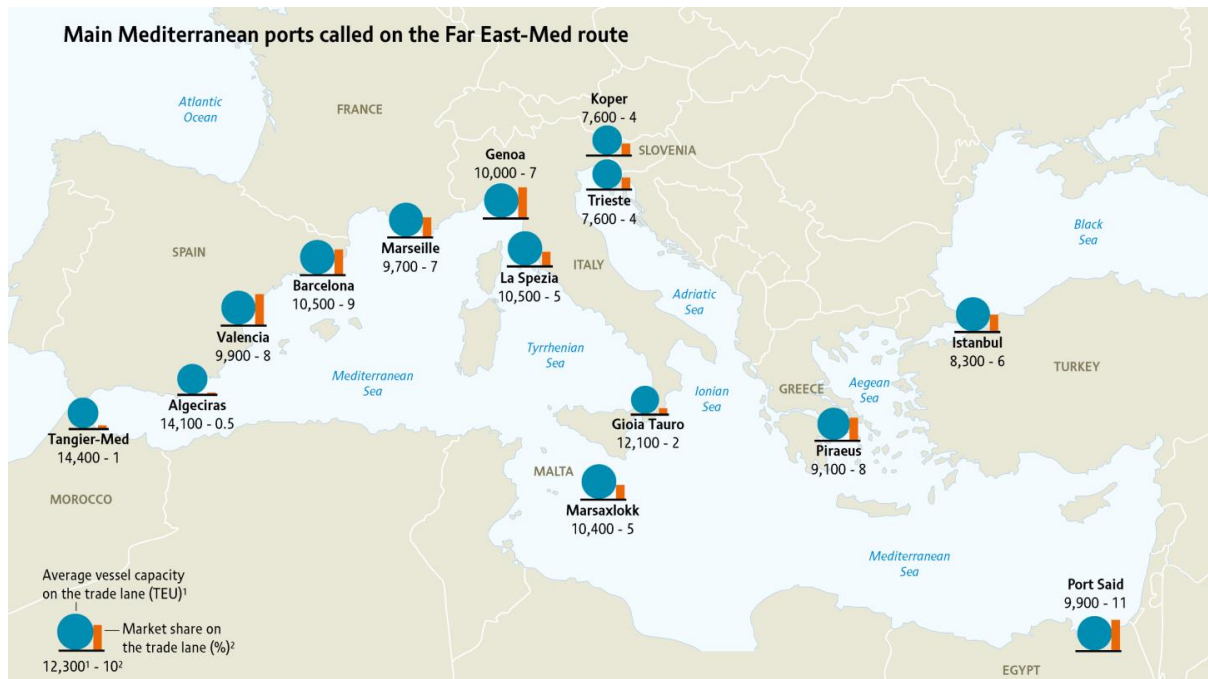 Main Mediterranean ports called on the Far East-Med route
Atlantic
Ocean
FRANCE
Koper
7,600 - 4
SLOVENIA
Genoa
10,000 - 7
Trieste
7,600 - 4
Marseille
9,700 - 7
SPAIN
Barcelona
10,500 - 9
La Spezia
10,500 - 5
ITALY
Black
Sea
Adriatic
Sea
Valencia
9,900 - 8
Istanbul
8,300 - 6
TURKEY
Tyrrhenian
Sea
Mediterranean
Sea
Ionian
Sea
GREECE
Aegean
Sea
Algeciras
14,100 - 0.5
Gioia Tauro
12,100 - 2
Tangier-Med
14,400 - 1
Piraeus
9,100 - 8
MALTA
MOROCCO
Marsaxlokk
10,400 - 5
Mediterranean
Sea
Average vessel capacity
on the trade lane (TEU)¹
Market share on
the trade lane (%)²
12,300¹ - 10²
Port Said
9,900 - 11
EGYPT